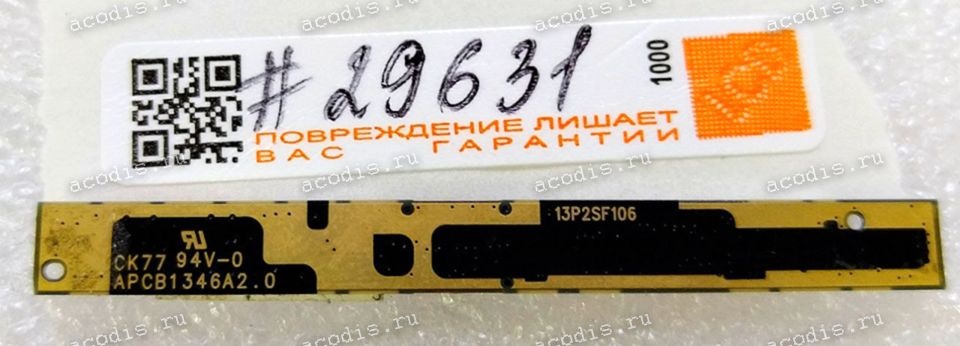 #29631
1000
ПОВРЕЖДЕНИЕ ЛИШАЕТ
ВАС ГАРАНТИИ
13P2SF106
CK77 94V-0
APCB1346A2.0
acodis.ru